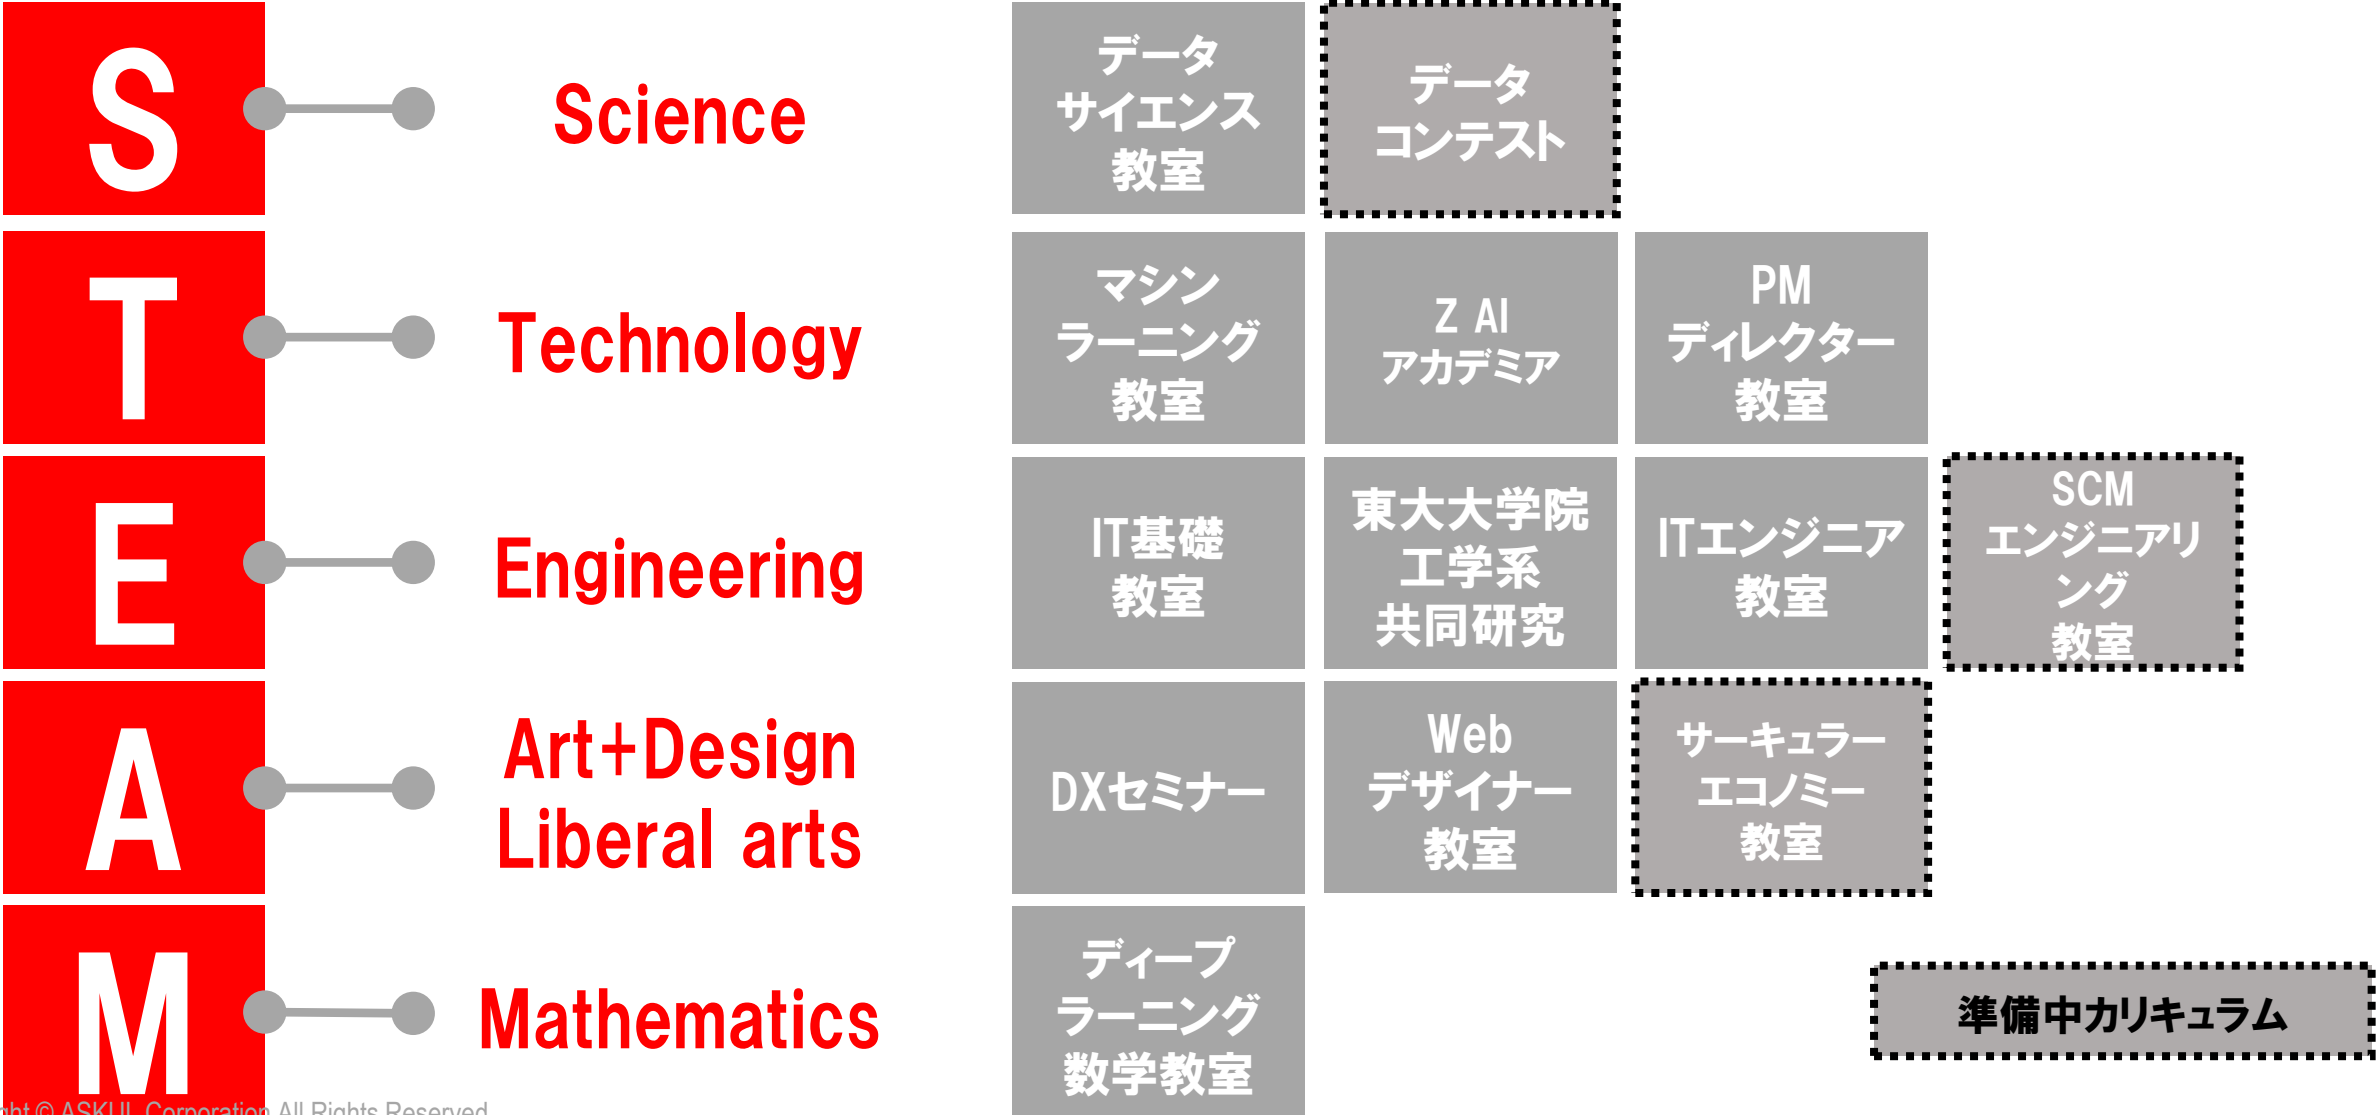 S
Science
データ
サイエンス
教室
データ
コンテスト
T
Technology
マシン
ラーニング
教室
Z AI
アカデミア
PM
ディレクター
教室
E
Engineering
IT基礎
教室
東大大学院
工学系
共同研究
ITエンジニア
教室
SCM
エンジニアリ
ング
教室
A
Art+Design
Liberal arts
DXセミナー
Web
デザイナー
教室
サーキュラー
エコノミー
教室
M
Mathematics
ディープ
ラーニング
数学教室
準備中カリキュラム
ght © ASKUL Corporation All Rights Reserved